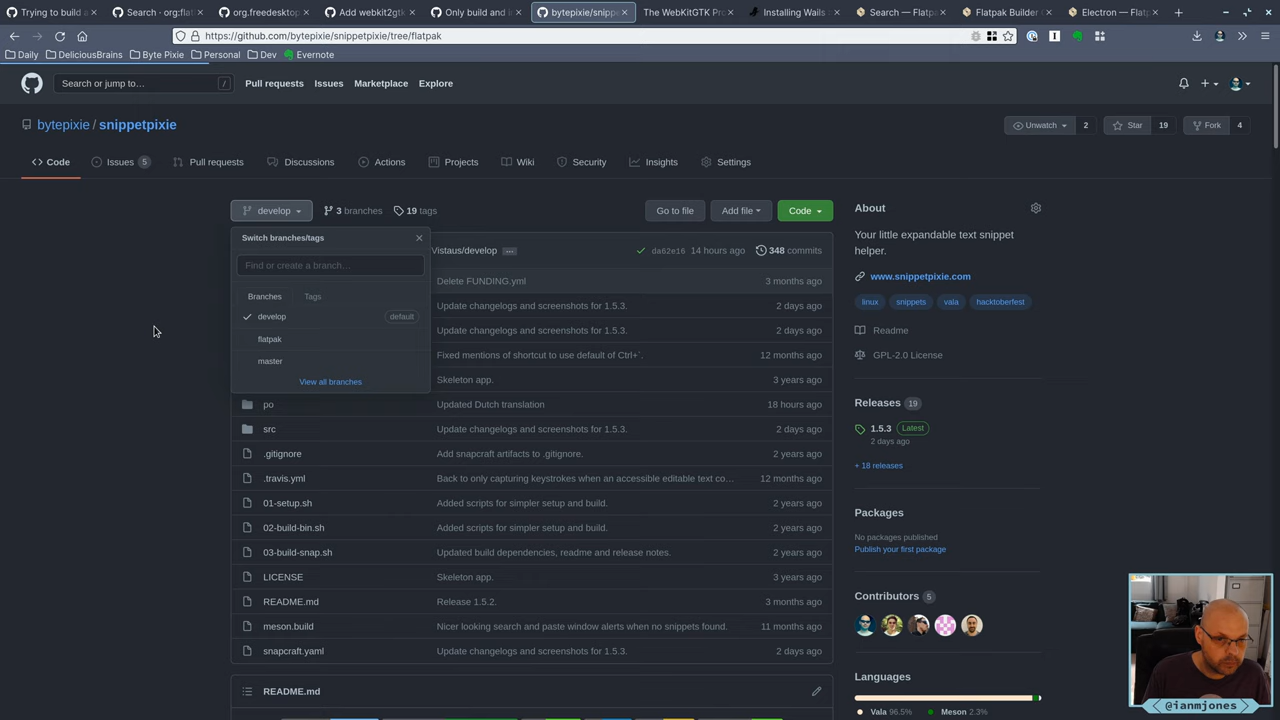 Trying to build a
Search · org:flat
org.freedesktop
Add webkit2gtk
Only build and in
bytepixie/snippe
The WebKitGTK Pro
Installing Wails
Search — Flatpak
Flatpak Builder C
Electron — Flatpak
https://github.com/bytepixie/snippetpixie/tree/flatpak
Daily
DeliciousBrains
Byte Pixie
Personal
Dev
Evernote
Search or jump to…
/
Pull requests
Issues
Marketplace
Explore
bytepixie / snippetpixie
Unwatch 2
Star 19
Fork 4
Code
Issues 5
Pull requests
Discussions
Actions
Projects
Wiki
Security
Insights
Settings
develop
3 branches
19 tags
Go to file
Add file
Code
Switch branches/tags
Find or create a branch…
Branches
Tags
develop default
flatpak
master
View all branches
Vistaus/develop … da62e16 14 hours ago 348 commits
Delete FUNDING.yml 3 months ago
Update changelogs and screenshots for 1.5.3. 2 days ago
Update changelogs and screenshots for 1.5.3. 2 days ago
Fixed mentions of shortcut to use default of Ctrl+`. 12 months ago
Skeleton app. 3 years ago
po Updated Dutch translation 18 hours ago
src Update changelogs and screenshots for 1.5.3. 2 days ago
.gitignore Add snapcraft artifacts to .gitignore. 2 years ago
.travis.yml Back to only capturing keystrokes when an accessible editable text co… 12 months ago
01-setup.sh Added scripts for simpler setup and build. 2 years ago
02-build-bin.sh Added scripts for simpler setup and build. 2 years ago
03-build-snap.sh Updated build dependencies, readme and release notes. 2 years ago
LICENSE Skeleton app. 3 years ago
README.md Release 1.5.2. 3 months ago
meson.build Nicer looking search and paste window alerts when no snippets found. 11 months ago
snapcraft.yaml Update changelogs and screenshots for 1.5.3. 2 days ago
README.md
About
Your little expandable text snippet
helper.
www.snippetpixie.com
linux snippets vala hacktoberfest
Readme
GPL-2.0 License
Releases 19
1.5.3 Latest
2 days ago
+ 18 releases
Packages
No packages published
Publish your first package
Contributors 5
Languages
Vala 96.5% Meson 2.3%
@ianmjones